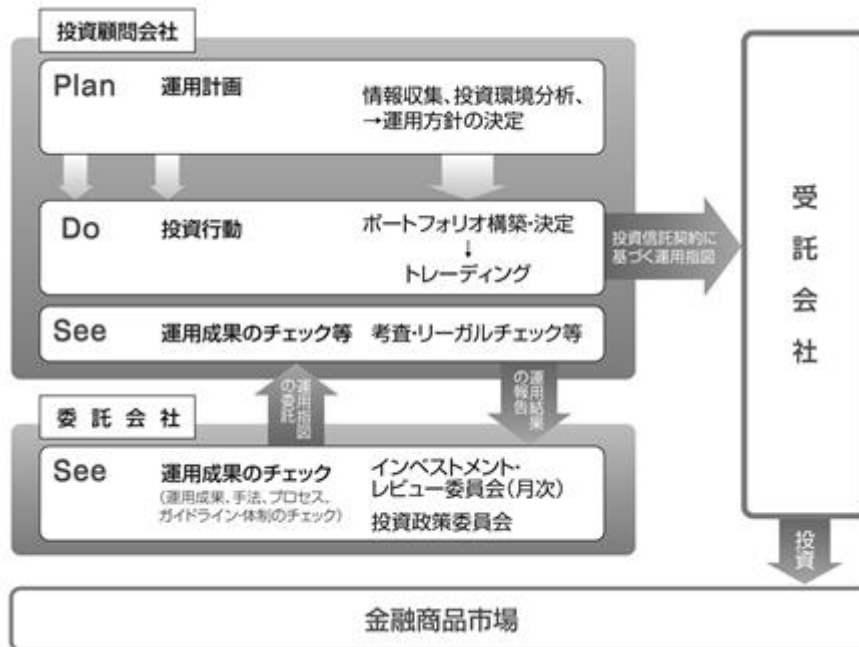 投資顧問会社
Plan 運用計画
情報収集、投資環境分析、
→運用方針の決定
Do 投資行動
ポートフォリオ構築・決定
↓
トレーディング
See 運用成果のチェック等 考査・リーガルチェック等
投資信託契約に
基づく運用指図
受託会社
運用指図
の委託
運用結果
の報告
委託会社
See 運用成果のチェック
(運用成果、手法、プロセス、
ガイドライン・体制のチェック)
インベストメント・
レビュー委員会(月次)
投資政策委員会
投資
金融商品市場